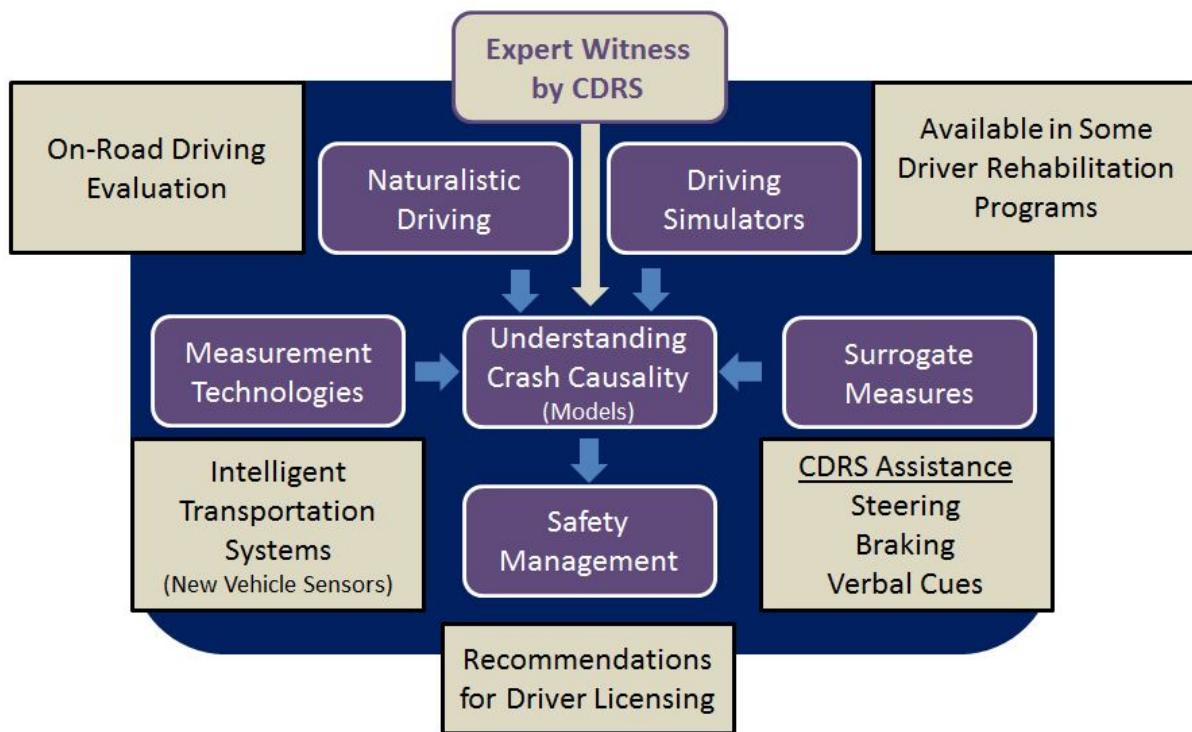 Expert Witness
by CDRS
On-Road Driving
Evaluation
Naturalistic
Driving
Driving
Simulators
Available in Some
Driver Rehabilitation
Programs
Measurement
Technologies
Understanding
Crash Causality
(Models)
Surrogate
Measures
Intelligent
Transportation
Systems
(New Vehicle Sensors)
Safety
Management
CDRS Assistance
Steering
Braking
Verbal Cues
Recommendations
for Driver Licensing